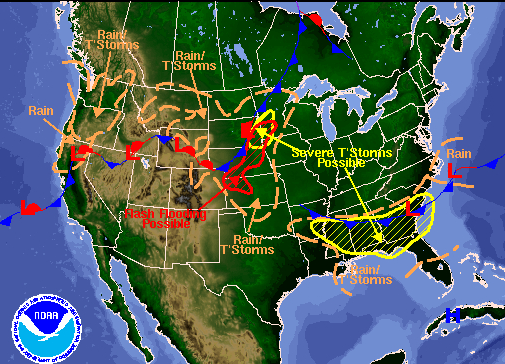 Rain/
T'Storms
Rain/
T'Storms
Rain
Severe T'Storms
Possible
Rain
L
L
L
L
L
L
Flash Flooding
Possible
Rain/
T'Storms
Rain/
T'Storms
H
NOAA